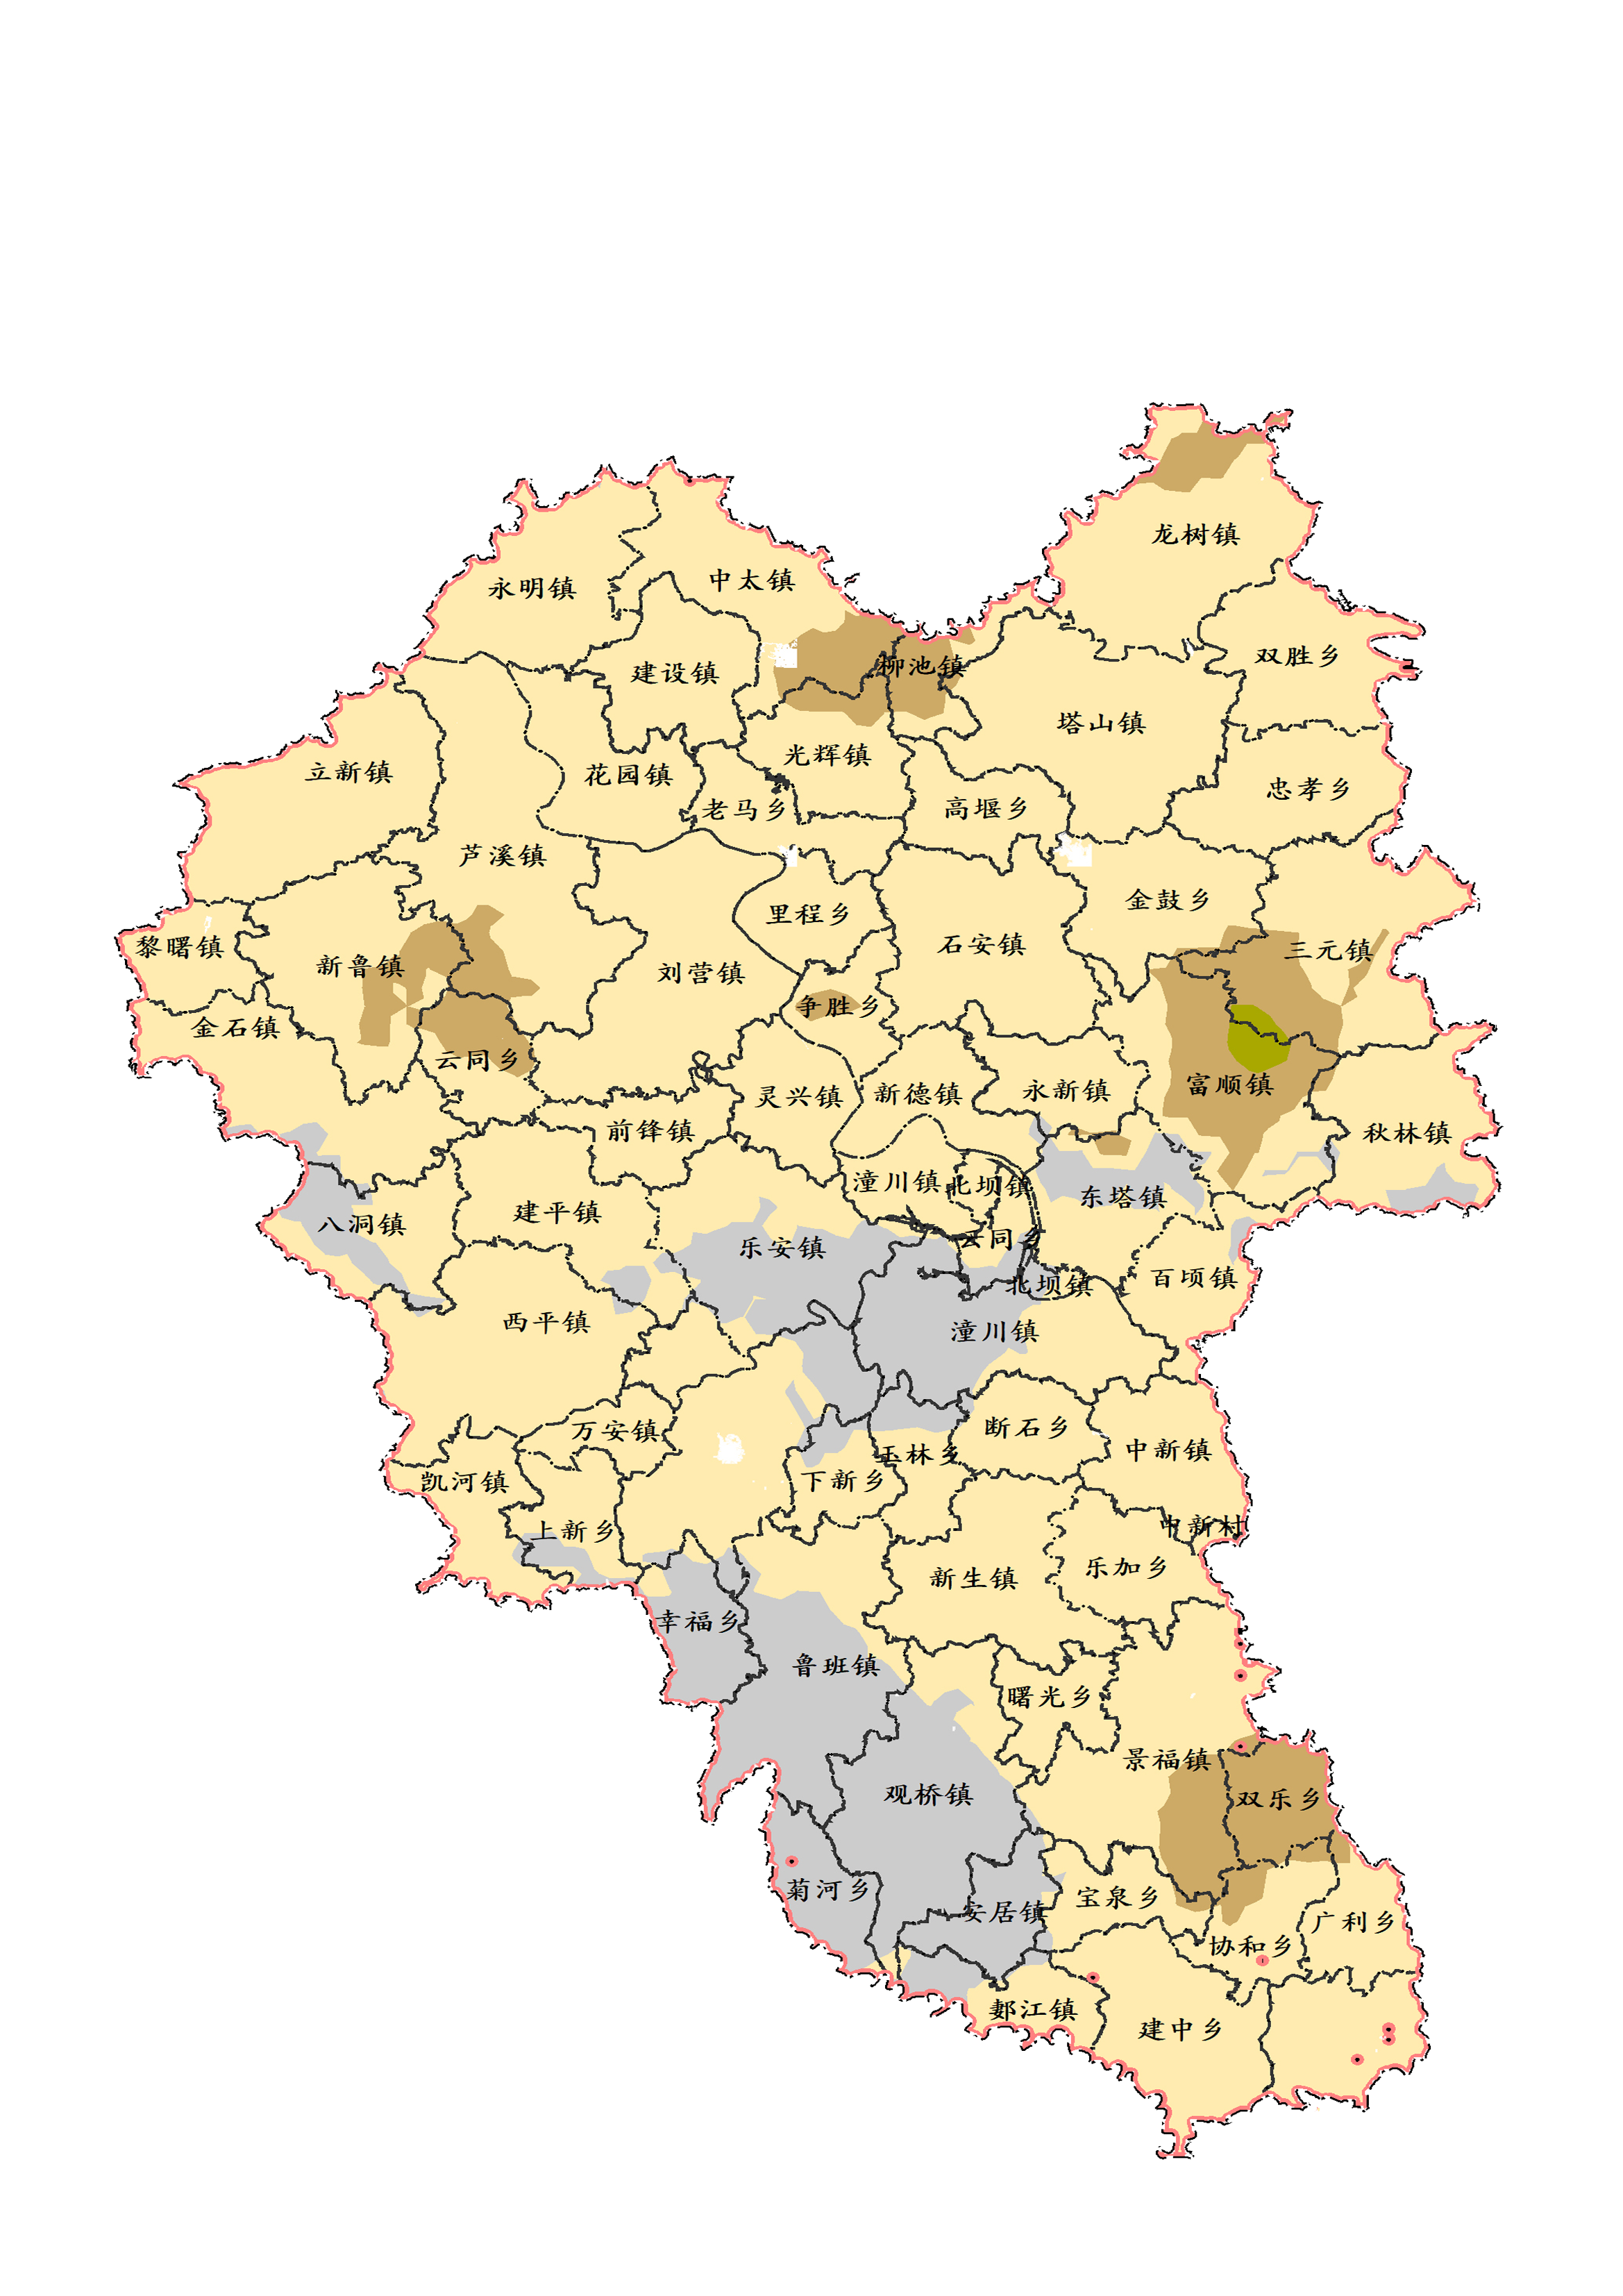 龙树镇
永明镇
中太镇
双胜乡
建设镇
柳池镇
塔山镇
光辉镇
立新镇
花园镇
忠孝乡
老马乡
高堰乡
芦溪镇
金鼓乡
里程乡
黎曙镇
石安镇
三元镇
新鲁镇
刘营镇
争胜乡
金石镇
云同乡
富顺镇
灵兴镇
新德镇
永新镇
前锋镇
秋林镇
潼川镇
北坝镇
东塔镇
八洞镇
建平镇
乐安镇
云同乡
百顷镇
北坝镇
西平镇
潼川镇
万安镇
断石乡
中新镇
玉林乡
凯河镇
下新乡
上新乡
中新村
新生镇
乐加乡
幸福乡
鲁班镇
曙光乡
景福镇
观桥镇
双乐乡
菊河乡
宝泉乡
安居镇
广利乡
协和乡
郪江镇
建中乡